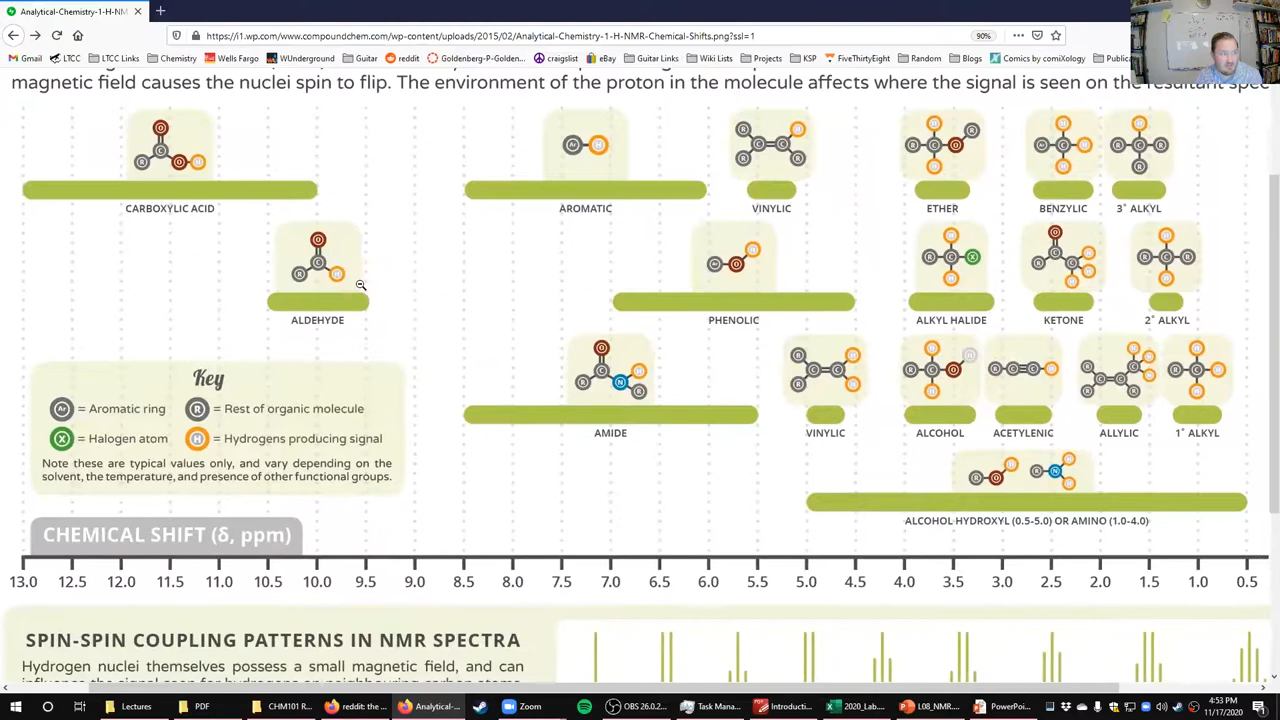 Analytical-Chemistry-1-H-NM
https://i1.wp.com/www.compoundchem.com/wp-content/uploads/2015/02/Analytical-Chemistry-1-H-NMR-Chemical-Shifts.png?ssl=1
90%
Gmail LTCC LTCC Links Chemistry Wells Fargo WUnderground Guitar reddit Goldenberg-P-Golden... craigslist eBay Guitar Links Wiki Lists Projects KSP FiveThirtyEight Random Blogs Comics by comiXology
magnetic field causes the nuclei spin to flip. The environment of the proton in the molecule affects where the signal is seen on the resultant spec
O
C
R O H
Ar H
R H
C C
R R
H R
R C O
H
H
Ar C H
H
R
R C R
R
CARBOXYLIC ACID
AROMATIC
VINYLIC
ETHER
BENZYLIC
3˚ ALKYL
O
C
R H
H
Ar O
H
R C X
H
O
H
R C C H
H
H
R C R
H
ALDEHYDE
PHENOLIC
ALKYL HALIDE
KETONE
2˚ ALKYL
Key
Ar = Aromatic ring R = Rest of organic molecule
X = Halogen atom H = Hydrogens producing signal
Note these are typical values only, and vary depending on the
solvent, the temperature, and presence of other functional groups.
O
C H
R N R
R H
C C
R H
H H
R C O
H
R C C H
R H H
C C H
R R
H
R C H
H
AMIDE
VINYLIC
ALCOHOL
ACETYLENIC
ALLYLIC
1˚ ALKYL
H H
R O R N
H
ALCOHOL HYDROXYL (0.5-5.0) OR AMINO (1.0-4.0)
CHEMICAL SHIFT (δ, ppm)
13.0 12.5 12.0 11.5 11.0 10.5 10.0 9.5 9.0 8.5 8.0 7.5 7.0 6.5 6.0 5.5 5.0 4.5 4.0 3.5 3.0 2.5 2.0 1.5 1.0 0.5
SPIN-SPIN COUPLING PATTERNS IN NMR SPECTRA
Hydrogen nuclei themselves possess a small magnetic field, and can
Lectures PDF CHM101 R... reddit: the ... Analytical-... Zoom OBS 26.0.2... Task Mana... Introducti... 2020_Lab... L08_NMR.... PowerPoi...
4:53 PM
11/17/2020